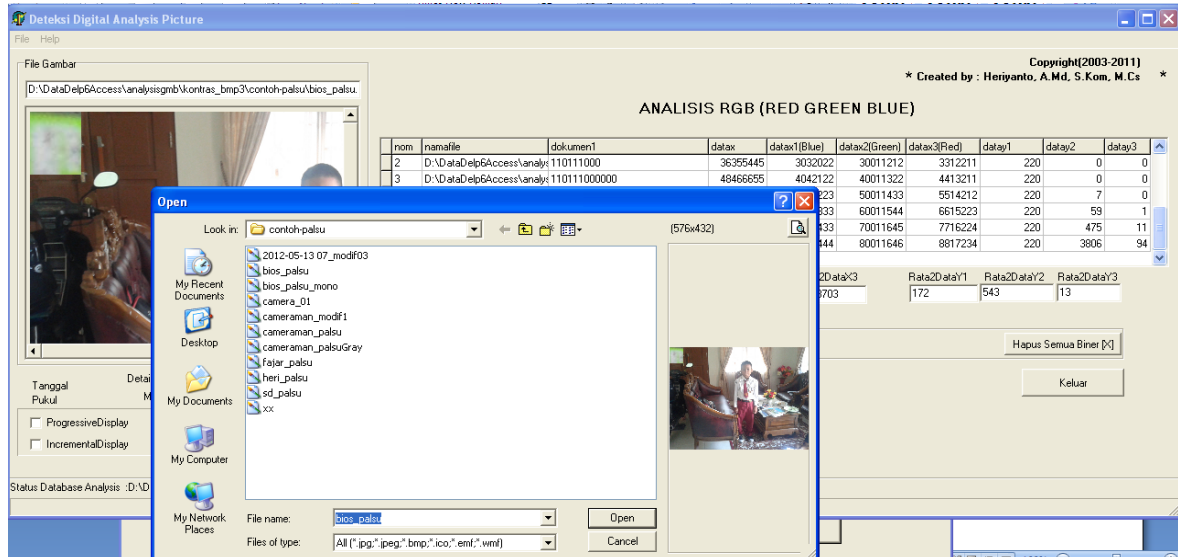 Deteksi Digital Analysis Picture
File Help
File Gambar
D:\DataDelp6Access\analysisgmb\kontras_bmp3\contoh-palsu\bios_palsu.
Copyright(2003-2011)
* Created by : Heriyanto, A.Md, S.Kom, M.Cs *
ANALISIS RGB (RED GREEN BLUE)
nom namafile dokumen1 datax datax1(Blue) datax2(Green) datax3(Red) datay1 datay2 datay3
2 D:\DataDelp6Access\analys 110111000 36355445 3032022 30011212 3312211 220 0 0
3 D:\DataDelp6Access\analys 110111000000 48466655 4042122 40011322 4413211 220 0 0
223 50011433 5514212 220 7 0
333 60011544 6615223 220 59 1
433 70011645 7716224 220 475 11
444 80011646 8817234 220 3806 94
2DataX3 Rata2DataY1 Rata2DataY2 Rata2DataY3
3703 172 543 13
Hapus Semua Biner [X]
Keluar
Tanggal Detai
Pukul M
ProgressiveDisplay
IncrementalDisplay
Status Database Analysis :D:\D
Open
Look in: contoh-palsu (576x432)
My Recent Documents
Desktop
My Documents
My Computer
My Network Places
2012-05-13 07_modif03
bios_palsu
bios_palsu_mono
camera_01
cameraman_modif1
cameraman_palsu
cameraman_palsuGray
fajar_palsu
heri_palsu
sd_palsu
xx
File name: bios_palsu Open
Files of type: All (*.jpg;*.jpeg;*.bmp;*.ico;*.emf;*.wmf) Cancel